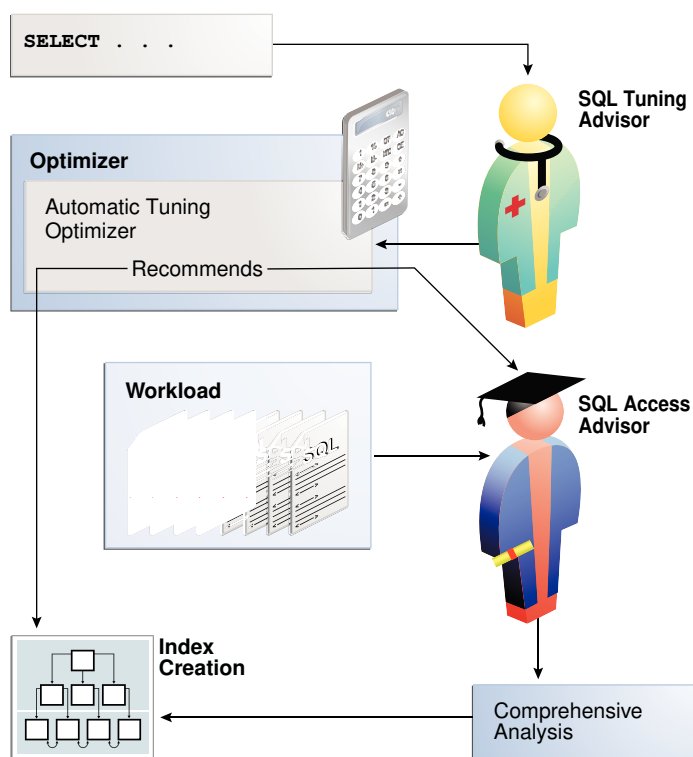 SELECT . . .
SQL Tuning
Advisor
Optimizer
Automatic Tuning
Optimizer
Recommends
Workload
SQL
SQL Access
Advisor
Index
Creation
Comprehensive
Analysis